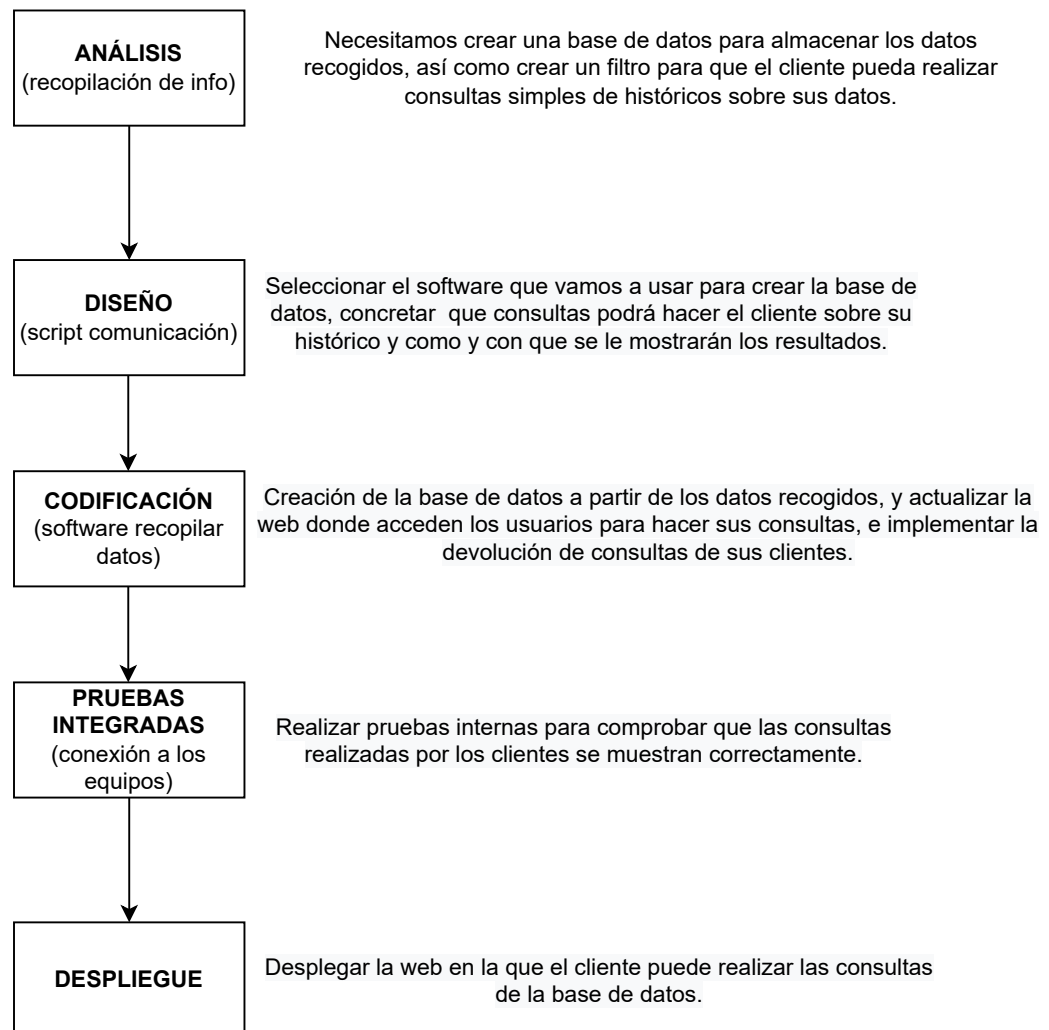 ANÁLISIS
(recopilación de info)
Necesitamos crear una base de datos para almacenar los datos
recogidos, así como crear un filtro para que el cliente pueda realizar
consultas simples de históricos sobre sus datos.
DISEÑO
(script comunicación)
Seleccionar el software que vamos a usar para crear la base de
datos, concretar  que consultas podrá hacer el cliente sobre su
histórico y como y con que se le mostrarán los resultados.
CODIFICACIÓN
(software recopilar
datos)
Creación de la base de datos a partir de los datos recogidos, y actualizar la
web donde acceden los usuarios para hacer sus consultas, e implementar la
devolución de consultas de sus clientes.
PRUEBAS
INTEGRADAS
(conexión a los
equipos)
Realizar pruebas internas para comprobar que las consultas
realizadas por los clientes se muestran correctamente.
DESPLIEGUE
Desplegar la web en la que el cliente puede realizar las consultas
de la base de datos.